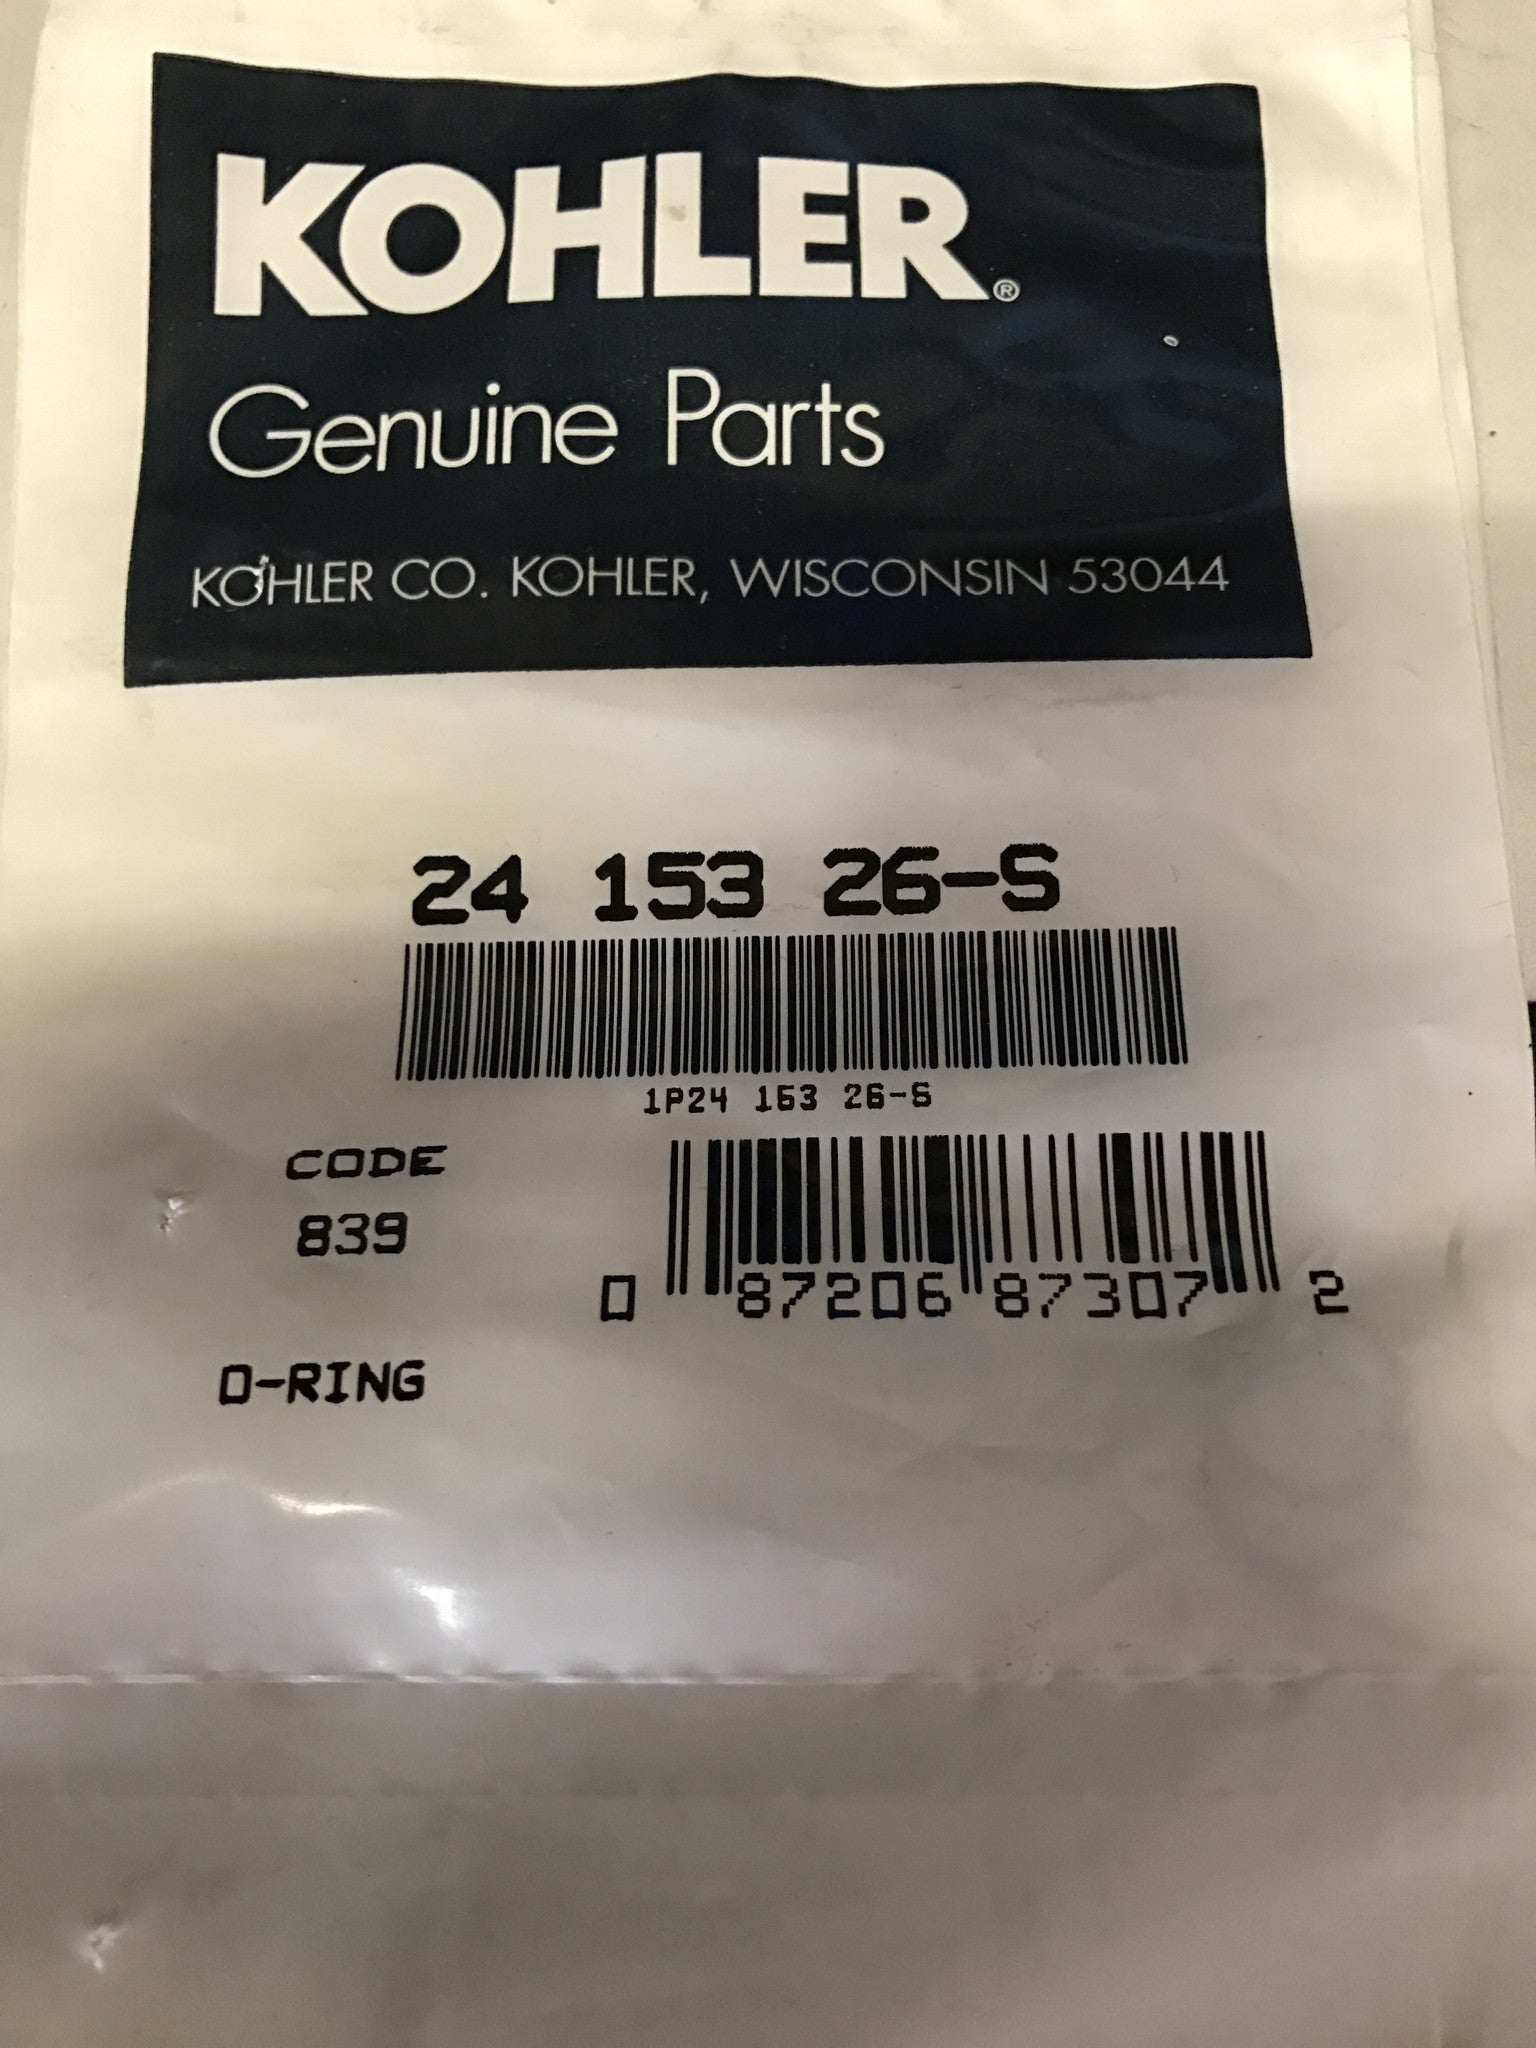 KOHLER®
Genuine Parts
KOHLER CO. KOHLER, WISCONSIN 53044
24 153 26-S
1P24 153 26-S
CODE
839
0 87206 87307 2
O-RING